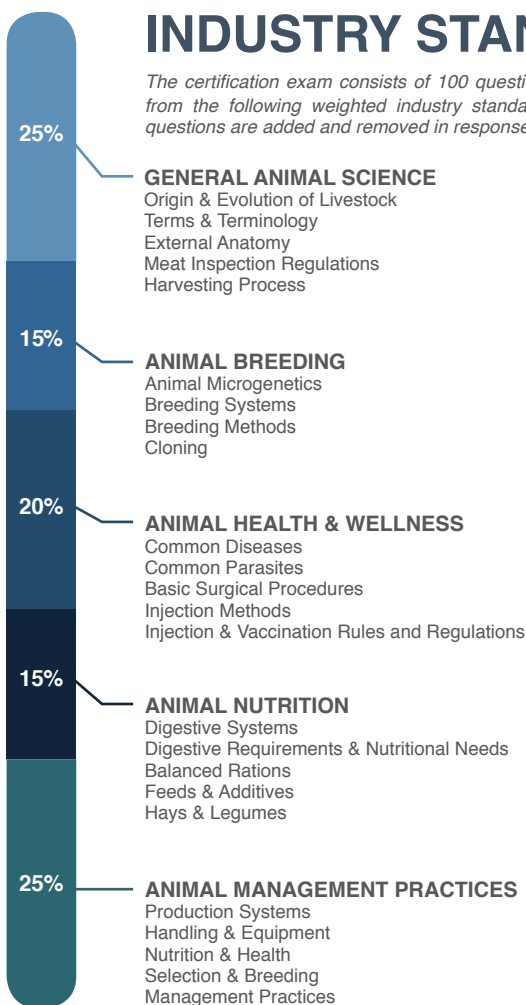 INDUSTRY
The certification exam consists of 100
from the following weighted industry
questions are added and removed in response
25%
GENERAL ANIMAL SCIENCE
Origin & Evolution of Livestock
Terms & Terminology
External Anatomy
Meat Inspection Regulations
Harvesting Process
15%
ANIMAL BREEDING
Animal Microgenetics
Breeding Systems
Breeding Methods
Cloning
20%
ANIMAL HEALTH & WELLNESS
Common Diseases
Common Parasites
Basic Surgical Procedures
Injection Methods
Injection & Vaccination Rules and Regulations
15%
ANIMAL NUTRITION
Digestive Systems
Digestive Requirements & Nutritional Needs
Balanced Rations
Feeds & Additives
Hays & Legumes
25%
ANIMAL MANAGEMENT PRACTICES
Production Systems
Handling & Equipment
Nutrition & Health
Selection & Breeding
Management Practices